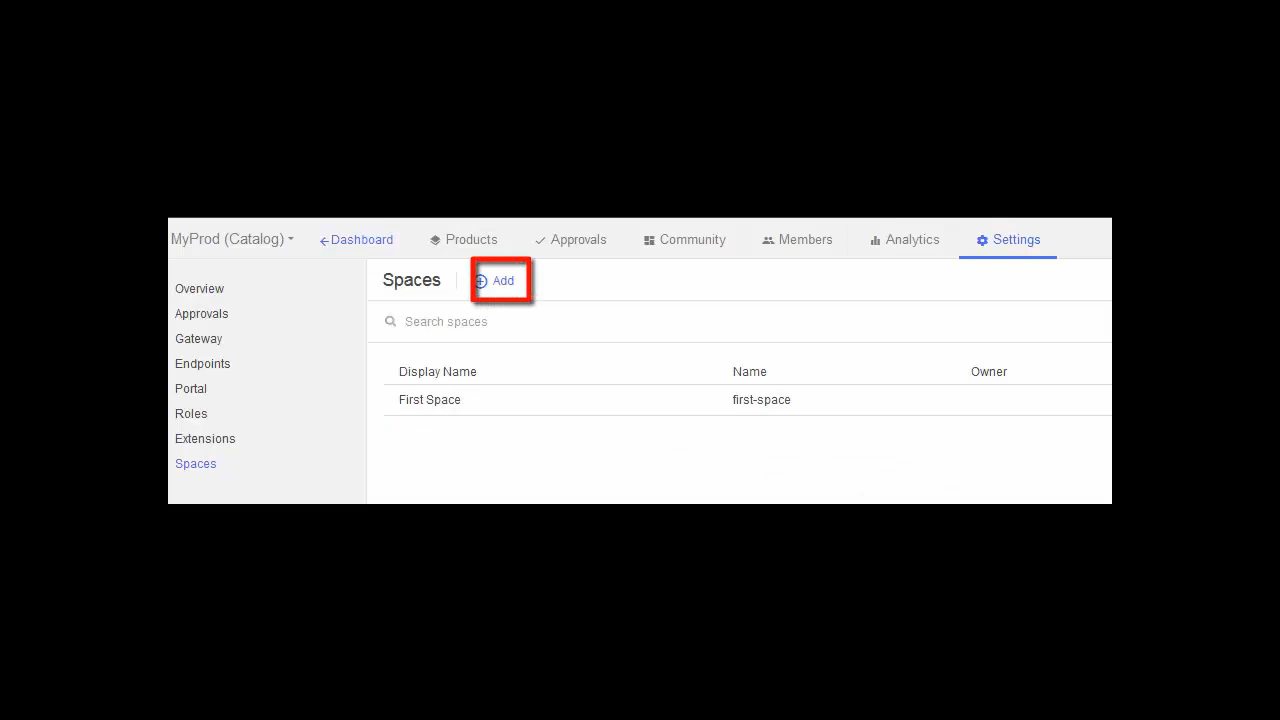 MyProd (Catalog) Dashboard Products Approvals Community Members Analytics Settings
Spaces Add
Overview
Approvals
Gateway
Endpoints
Portal
Roles
Extensions
Spaces
Search spaces
Display Name Name Owner
First Space first-space